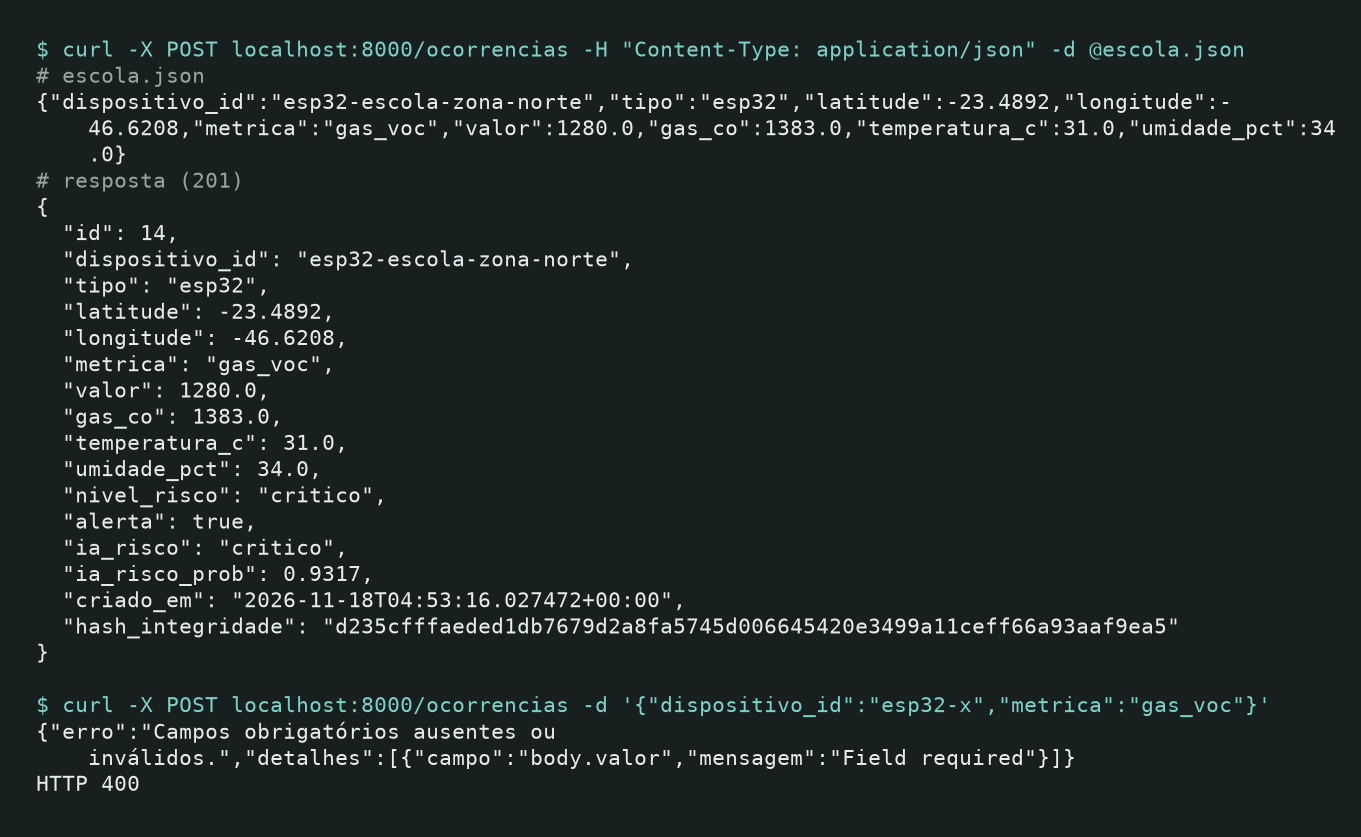 $ curl -X POST localhost:8000/ocorrencias -H "Content-Type: application/json" -d @escola.json
# escola.json
{"dispositivo_id":"esp32-escola-zona-norte","tipo":"esp32","latitude":-23.4892,"longitude":-
46.6208,"metrica":"gas_voc","valor":1280.0,"gas_co":1383.0,"temperatura_c":31.0,"umidade_pct":34
.0}
# resposta (201)
{
  "id": 14,
  "dispositivo_id": "esp32-escola-zona-norte",
  "tipo": "esp32",
  "latitude": -23.4892,
  "longitude": -46.6208,
  "metrica": "gas_voc",
  "valor": 1280.0,
  "gas_co": 1383.0,
  "temperatura_c": 31.0,
  "umidade_pct": 34.0,
  "nivel_risco": "critico",
  "alerta": true,
  "ia_risco": "critico",
  "ia_risco_prob": 0.9317,
  "criado_em": "2026-11-18T04:53:16.027472+00:00",
  "hash_integridade": "d235cfffaeded1db7679d2a8fa5745d006645420e3499a11ceff66a93aaf9ea5"
}
$ curl -X POST localhost:8000/ocorrencias -d '{"dispositivo_id":"esp32-x","metrica":"gas_voc"}'
{"erro":"Campos obrigatórios ausentes ou
inválidos.","detalhes":[{"campo":"body.valor","mensagem":"Field required"}]}
HTTP 400